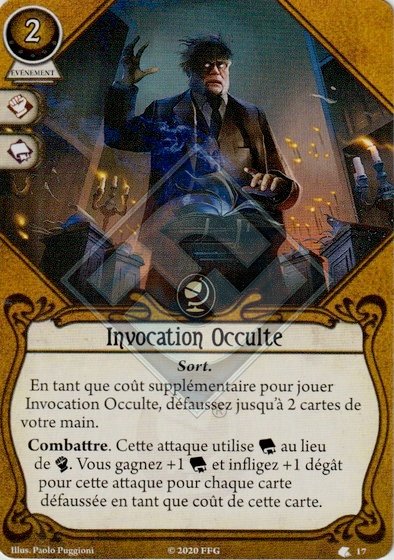 2
ÉVÉNEMENT
Invocation Occulte
Sort.
En tant que coût supplémentaire pour jouer
Invocation Occulte, défaussez jusqu'à 2 cartes de
votre main.
Combattre. Cette attaque utilise au lieu
de . Vous gagnez +1 et infligez +1 dégât
pour cette attaque pour chaque carte
défaussée en tant que coût de cette carte.
Illus. Paolo Puggioni © 2020 FFG 17